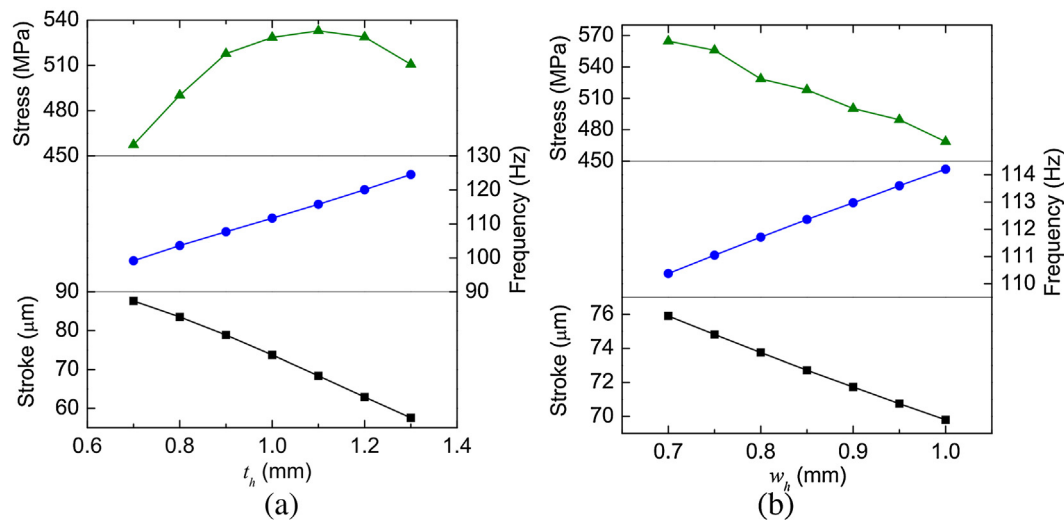 540
510
480
450
Stress (MPa)
130
120
110
100
90
Frequency (Hz)
90
80
70
60
Stroke (μm)
0.6 0.8 1.0 1.2 1.4
t_h (mm)
(a)
570
540
510
480
450
Stress (MPa)
114
113
112
111
110
Frequency (Hz)
76
74
72
70
Stroke (μm)
0.7 0.8 0.9 1.0
w_h (mm)
(b)